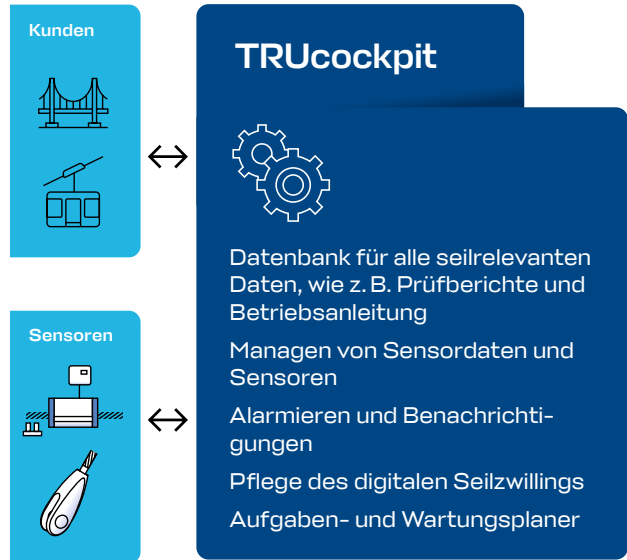 Kunden
TRUcockpit
Datenbank für alle seilrelevanten
Daten, wie z. B. Prüfberichte und
Betriebsanleitung
Managen von Sensordaten und
Sensoren
Alarmieren und Benachrichti-
gungen
Pflege des digitalen Seilzwillings
Aufgaben- und Wartungsplaner
Sensoren